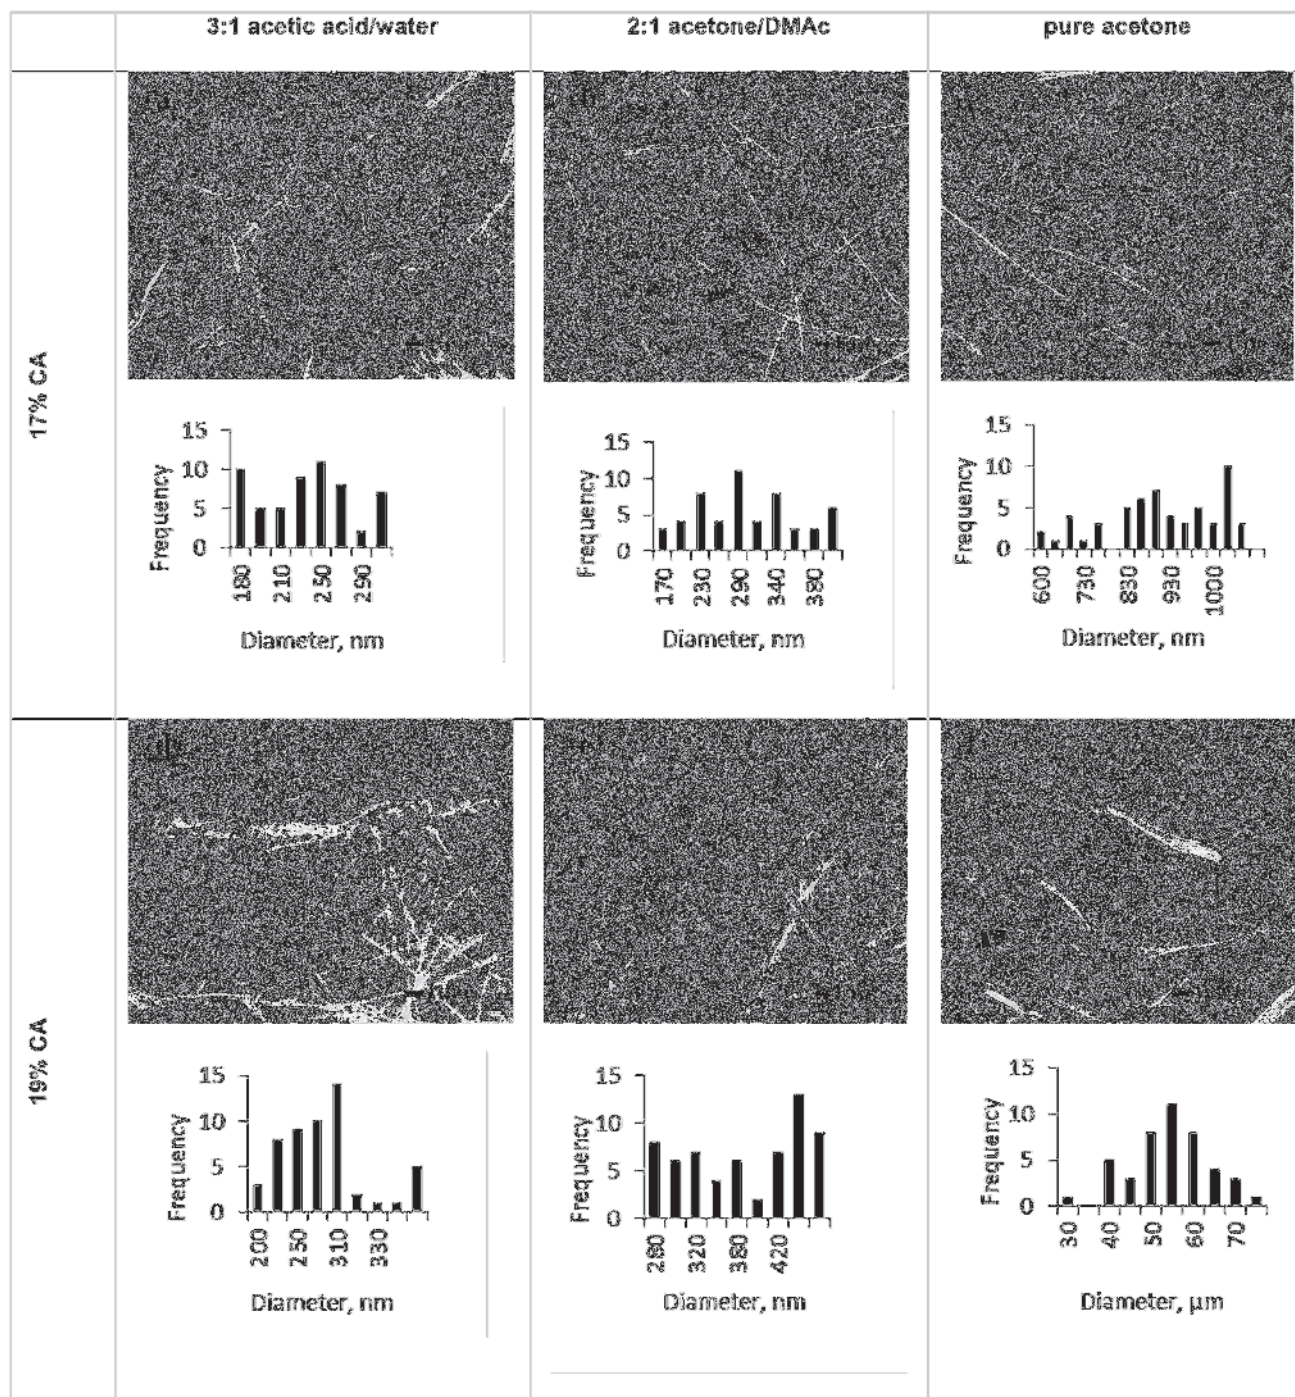 3:1 acetic acid/water 2:1 acetone/DMAc pure acetone
17% CA
15
10
5
0
Frequency
180 210 250 290
Diameter, nm
15
10
5
0
Frequency
170 230 290 340 380
Diameter, nm
15
10
5
0
Frequency
600 730 830 930 1000
Diameter, nm
19% CA
15
10
5
0
Frequency
200 250 310 330
Diameter, nm
15
10
5
0
Frequency
280 320 380 420
Diameter, nm
15
10
5
0
Frequency
30 40 50 60 70
Diameter, µm